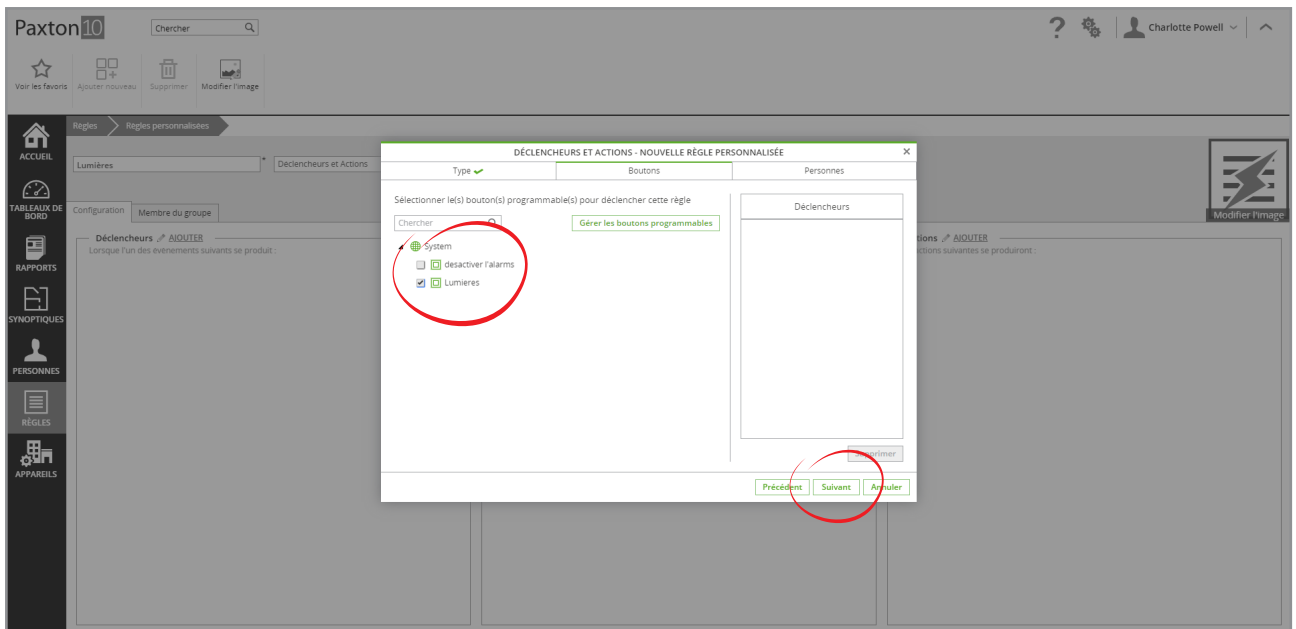 Paxton10 Chercher Charlotte Powell
Voir les favoris Ajouter nouveau Supprimer Modifier l'image
Règles Règles personnalisées
ACCUEIL
Lumières * Déclencheurs et Actions
TABLEAUX DE BORD
Configuration Membre du groupe
Modifier l'image
Déclencheurs AJOUTER
Lorsque l'un des evenements suivants se produit :
tions AJOUTER
ctions suivantes se produiront :
RAPPORTS
SYNOPTIQUES
PERSONNES
RÈGLES
APPAREILS
DÉCLENCHEURS ET ACTIONS - NOUVELLE RÈGLE PERSONNALISÉE
Type Boutons Personnes
Sélectionner le(s) bouton(s) programmable(s) pour déclencher cette règle
Chercher Gérer les boutons programmables
System
desactiver l'alarms
Lumieres
Déclencheurs
Supprimer
Précédent Suivant Annuler